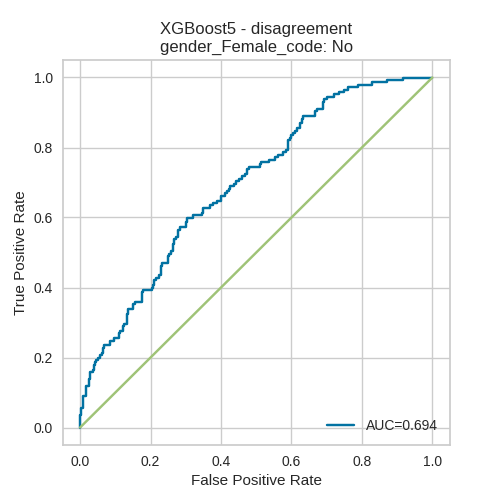 XGBoost5 - disagreement
gender_Female_code: No
True Positive Rate
1.0
0.8
0.6
0.4
0.2
0.0
AUC=0.694
0.0 0.2 0.4 0.6 0.8 1.0
False Positive Rate